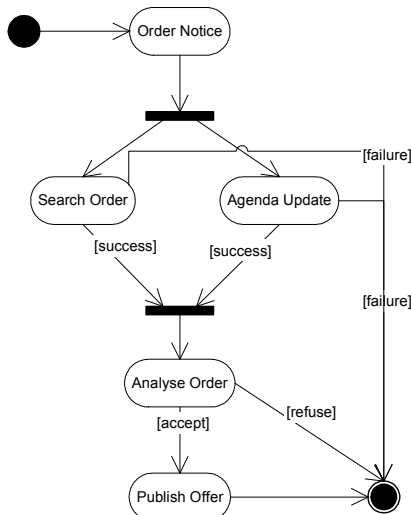 Order Notice
[failure]
Search Order
Agenda Update
[success]
[success]
[failure]
Analyse Order
[refuse]
[accept]
Publish Offer